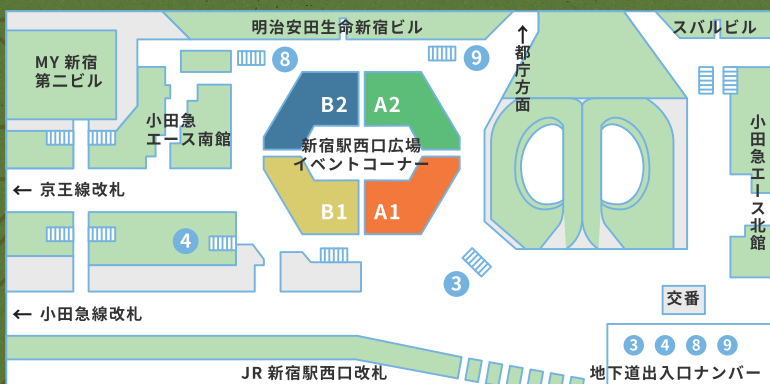 明治安田生命新宿ビル
スバルビル
↑
都庁方面
MY 新宿
第二ビル
8
9
小田急
エース南館
B2
A2
新宿駅西口広場
イベントコーナー
B1
A1
小田急エース北館
← 京王線改札
4
3
交番
← 小田急線改札
3
4
8
9
地下道出入口ナンバー
JR 新宿駅西口改札